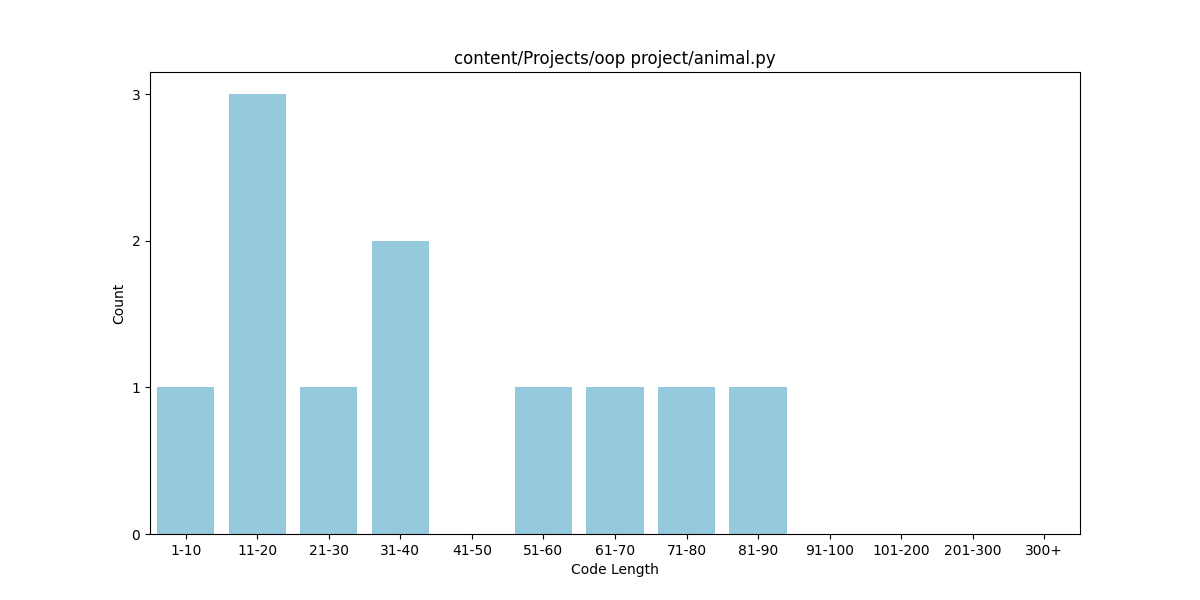 content/Projects/oop project/animal.py
3
2
1
0
Count
1-10 11-20 21-30 31-40 41-50 51-60 61-70 71-80 81-90 91-100 101-200 201-300 300+
Code Length